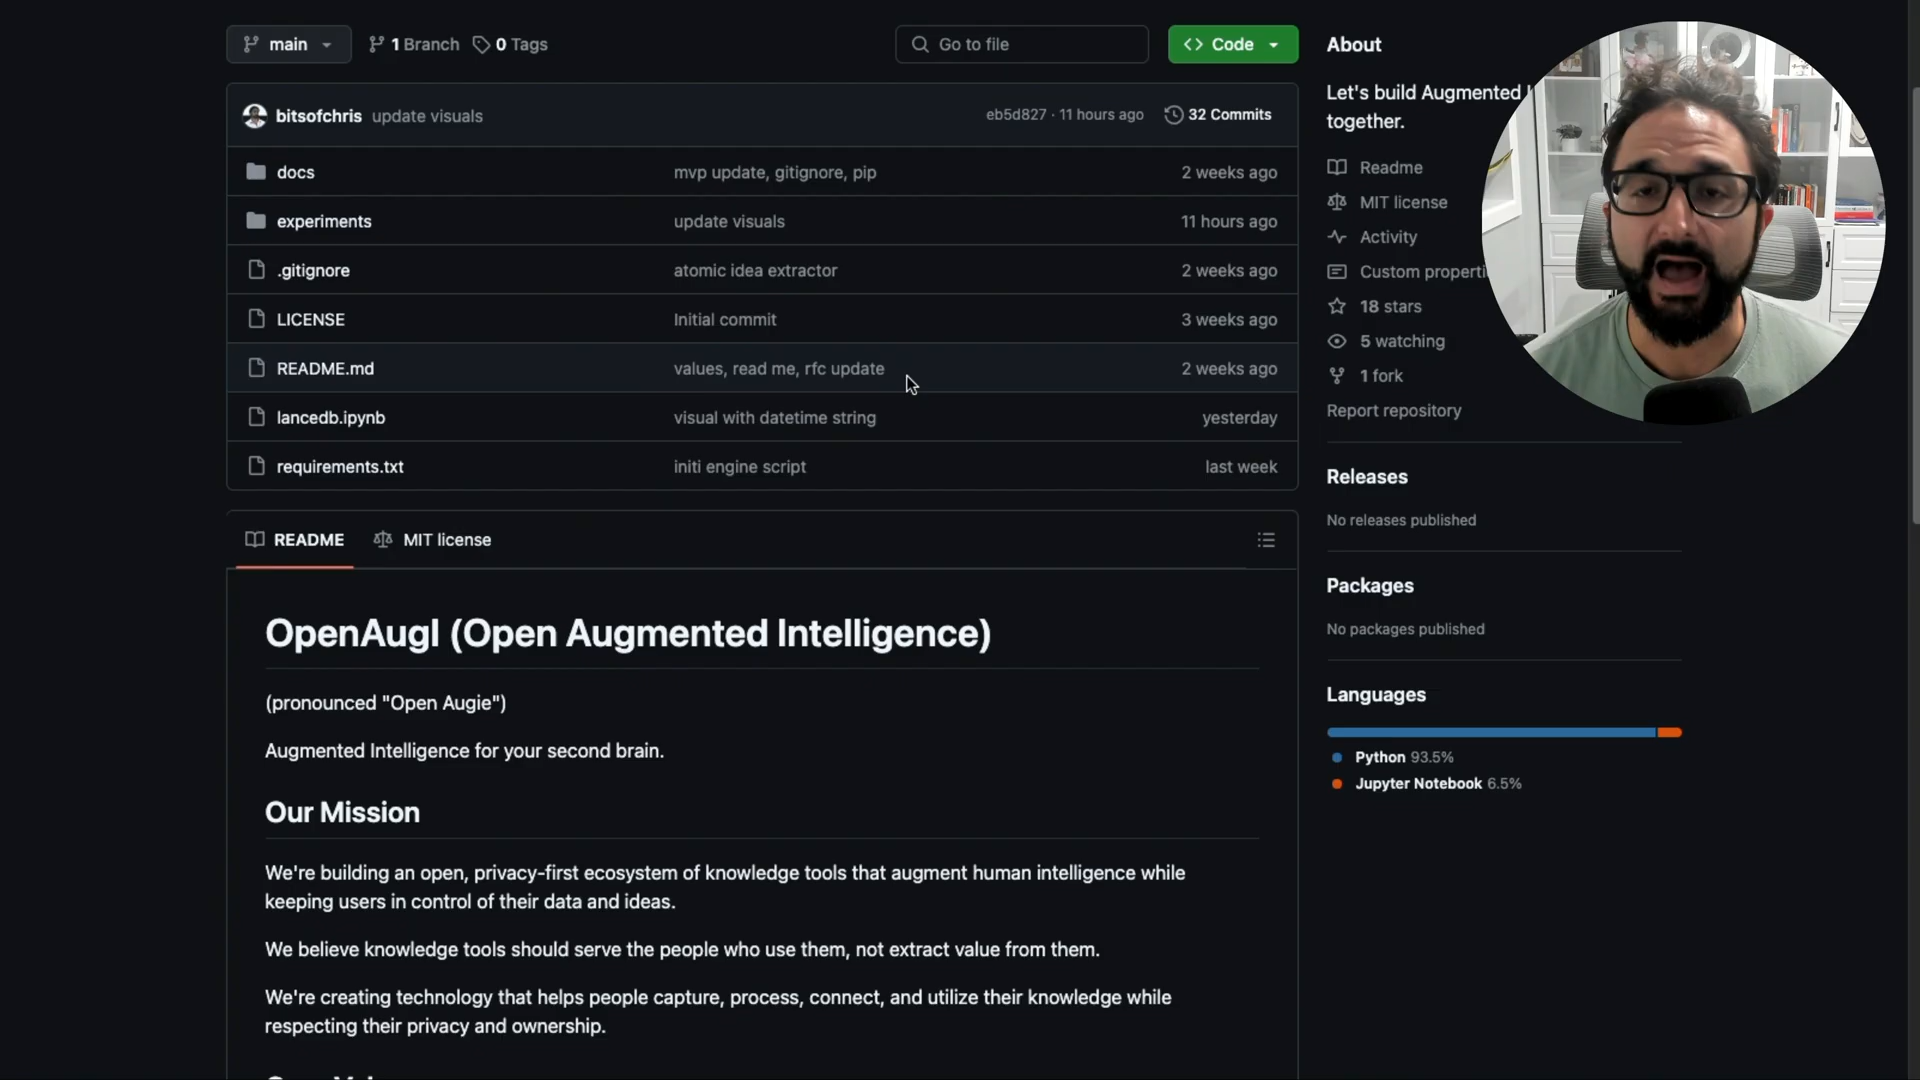 main
1 Branch
0 Tags
Go to file
Code
bitsofchris update visuals
eb5d827 · 11 hours ago
32 Commits
docs
mvp update, gitignore, pip
2 weeks ago
experiments
update visuals
11 hours ago
.gitignore
atomic idea extractor
2 weeks ago
LICENSE
Initial commit
3 weeks ago
README.md
values, read me, rfc update
2 weeks ago
lancedb.ipynb
visual with datetime string
yesterday
requirements.txt
initi engine script
last week
README
MIT license
OpenAugI (Open Augmented Intelligence)
(pronounced "Open Augie")
Augmented Intelligence for your second brain.
Our Mission
We're building an open, privacy-first ecosystem of knowledge tools that augment human intelligence while
keeping users in control of their data and ideas.
We believe knowledge tools should serve the people who use them, not extract value from them.
We're creating technology that helps people capture, process, connect, and utilize their knowledge while
respecting their privacy and ownership.
About
Let's build Augmented
together.
Readme
MIT license
Activity
Custom properti
18 stars
5 watching
1 fork
Report repository
Releases
No releases published
Packages
No packages published
Languages
Python 93.5%
Jupyter Notebook 6.5%